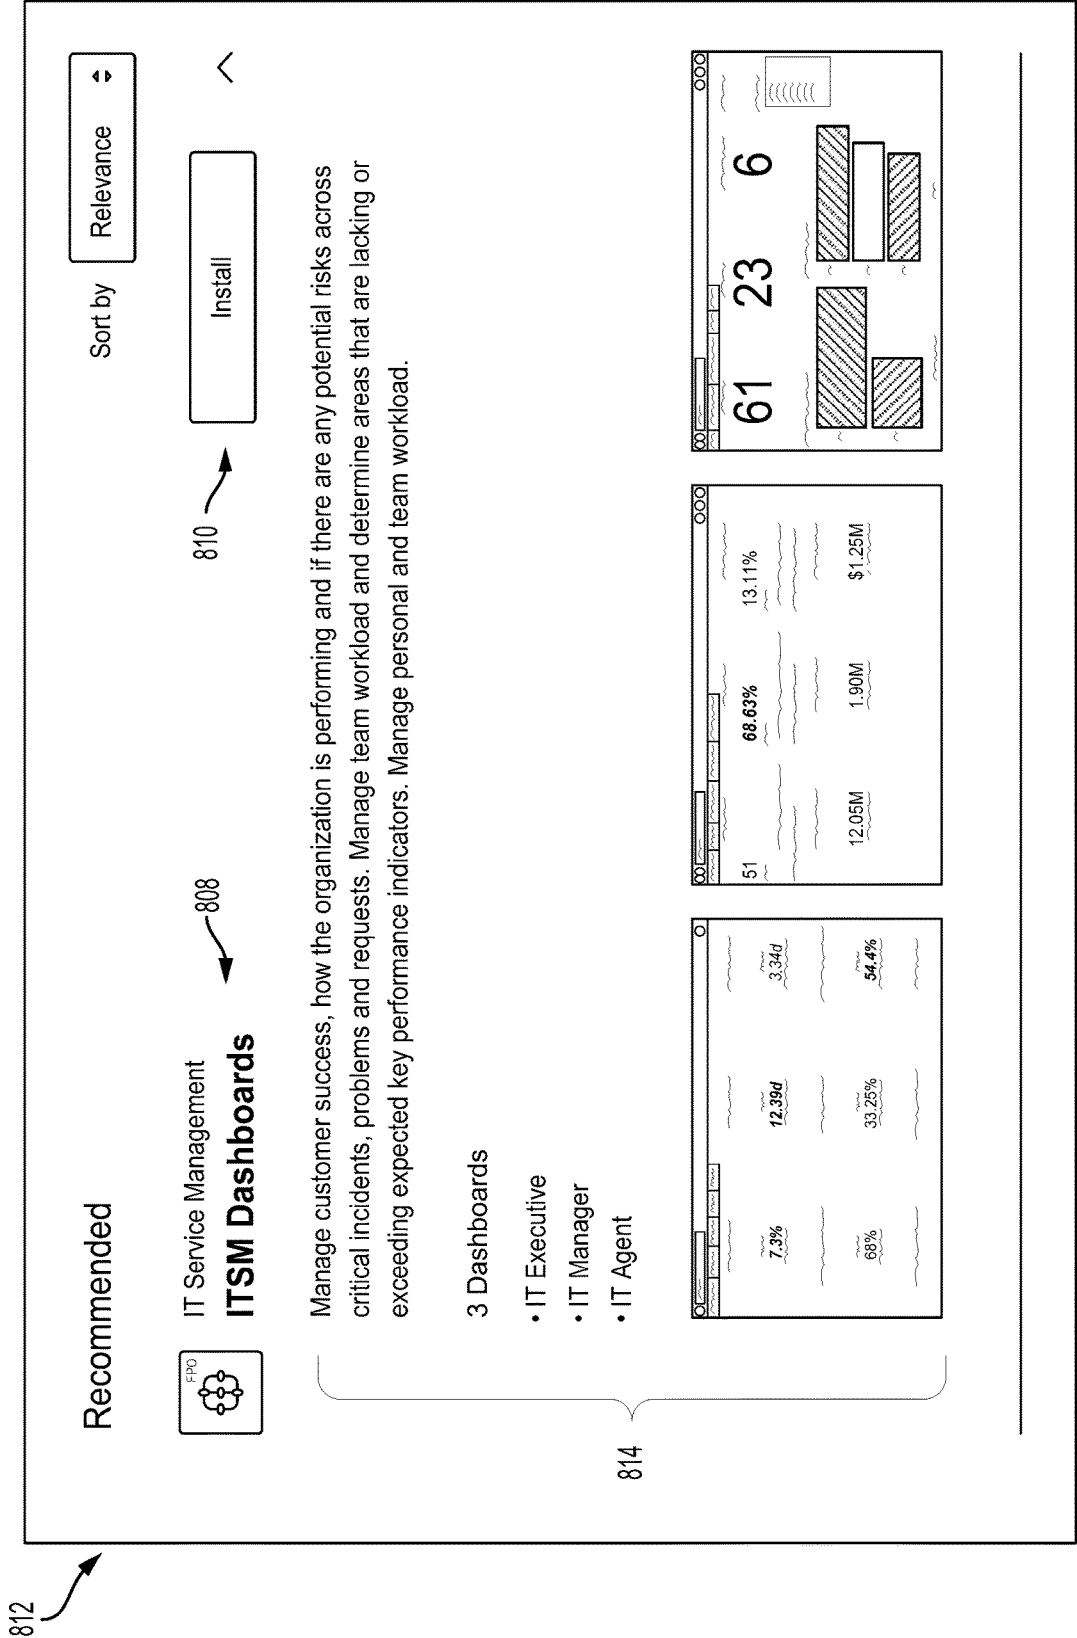 812
Recommended
Sort by
Relevance
FPO
IT Service Management
ITSM Dashboards
808
810
Install
Manage customer success, how the organization is performing and if there are any potential risks across
critical incidents, problems and requests. Manage team workload and determine areas that are lacking or
exceeding expected key performance indicators. Manage personal and team workload.
3 Dashboards
• IT Executive
• IT Manager
• IT Agent
814
7.3%
12.39d
3.34d
68%
33.25%
54.4%
51
68.63%
13.11%
12.05M
1.90M
$1.25M
61
23
6